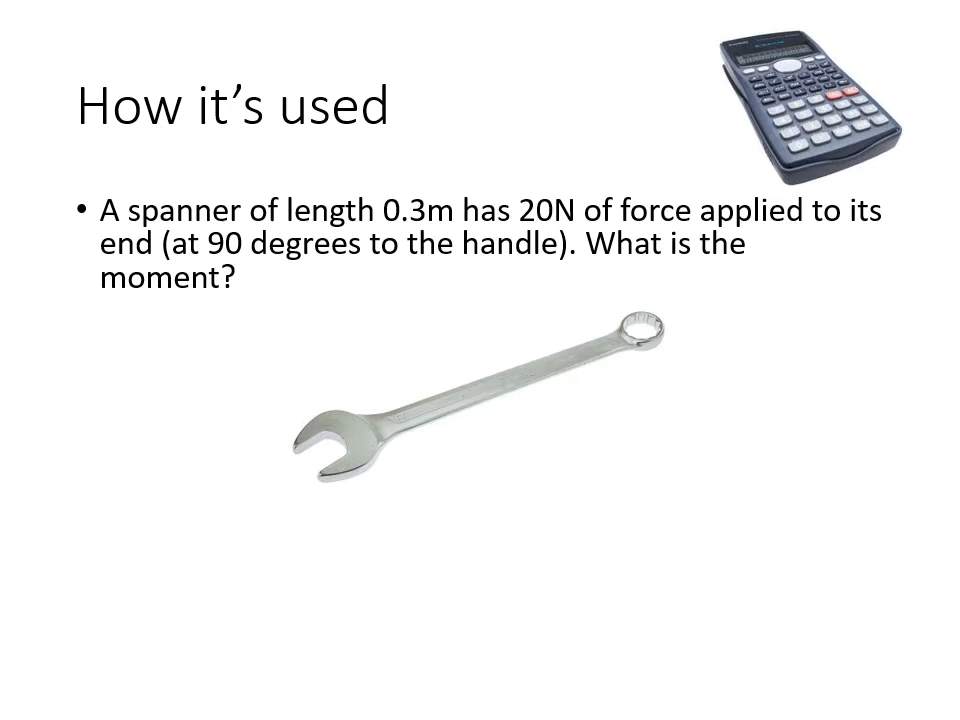 How it’s used
• A spanner of length 0.3m has 20N of force applied to its
end (at 90 degrees to the handle). What is the
moment?